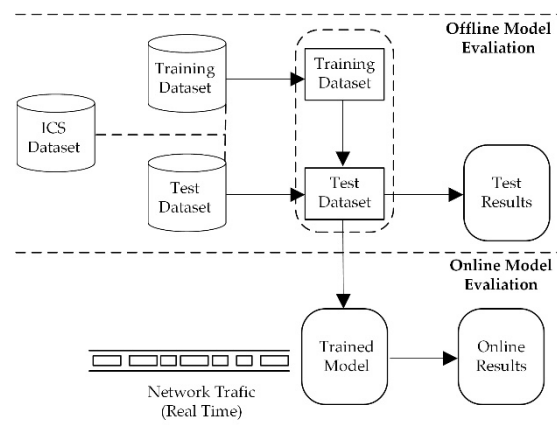 Offline Model
Evaliation
Training
Dataset
Training
Dataset
ICS
Dataset
Test
Dataset
Test
Dataset
Test
Results
Online Model
Evaliation
Trained
Model
Online
Results
Network Trafic
(Real Time)